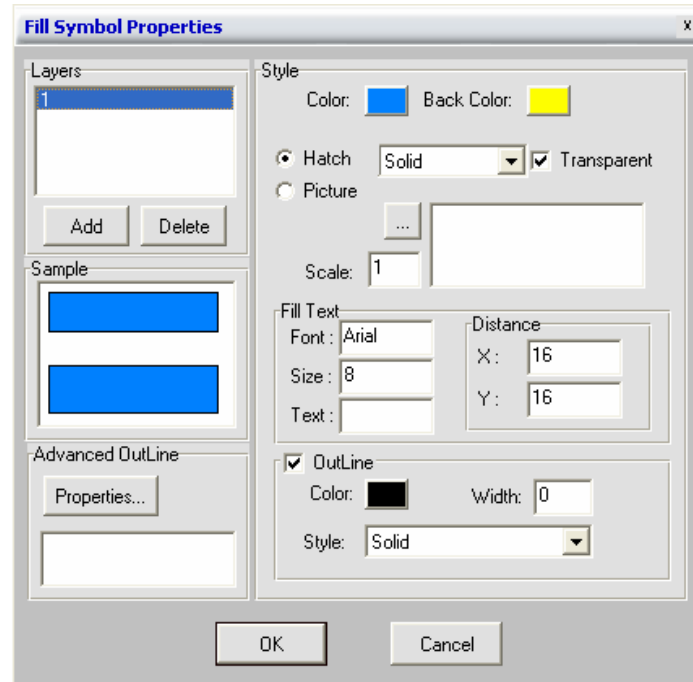 Fill Symbol Properties x
Layers
1
Add Delete
Sample
Advanced OutLine
Properties...
Style
Color: Back Color:
Hatch Solid Transparent
Picture
...
Scale: 1
Fill Text
Font : Arial
Size : 8
Text :
Distance
X : 16
Y : 16
OutLine
Color: Width: 0
Style: Solid
OK Cancel